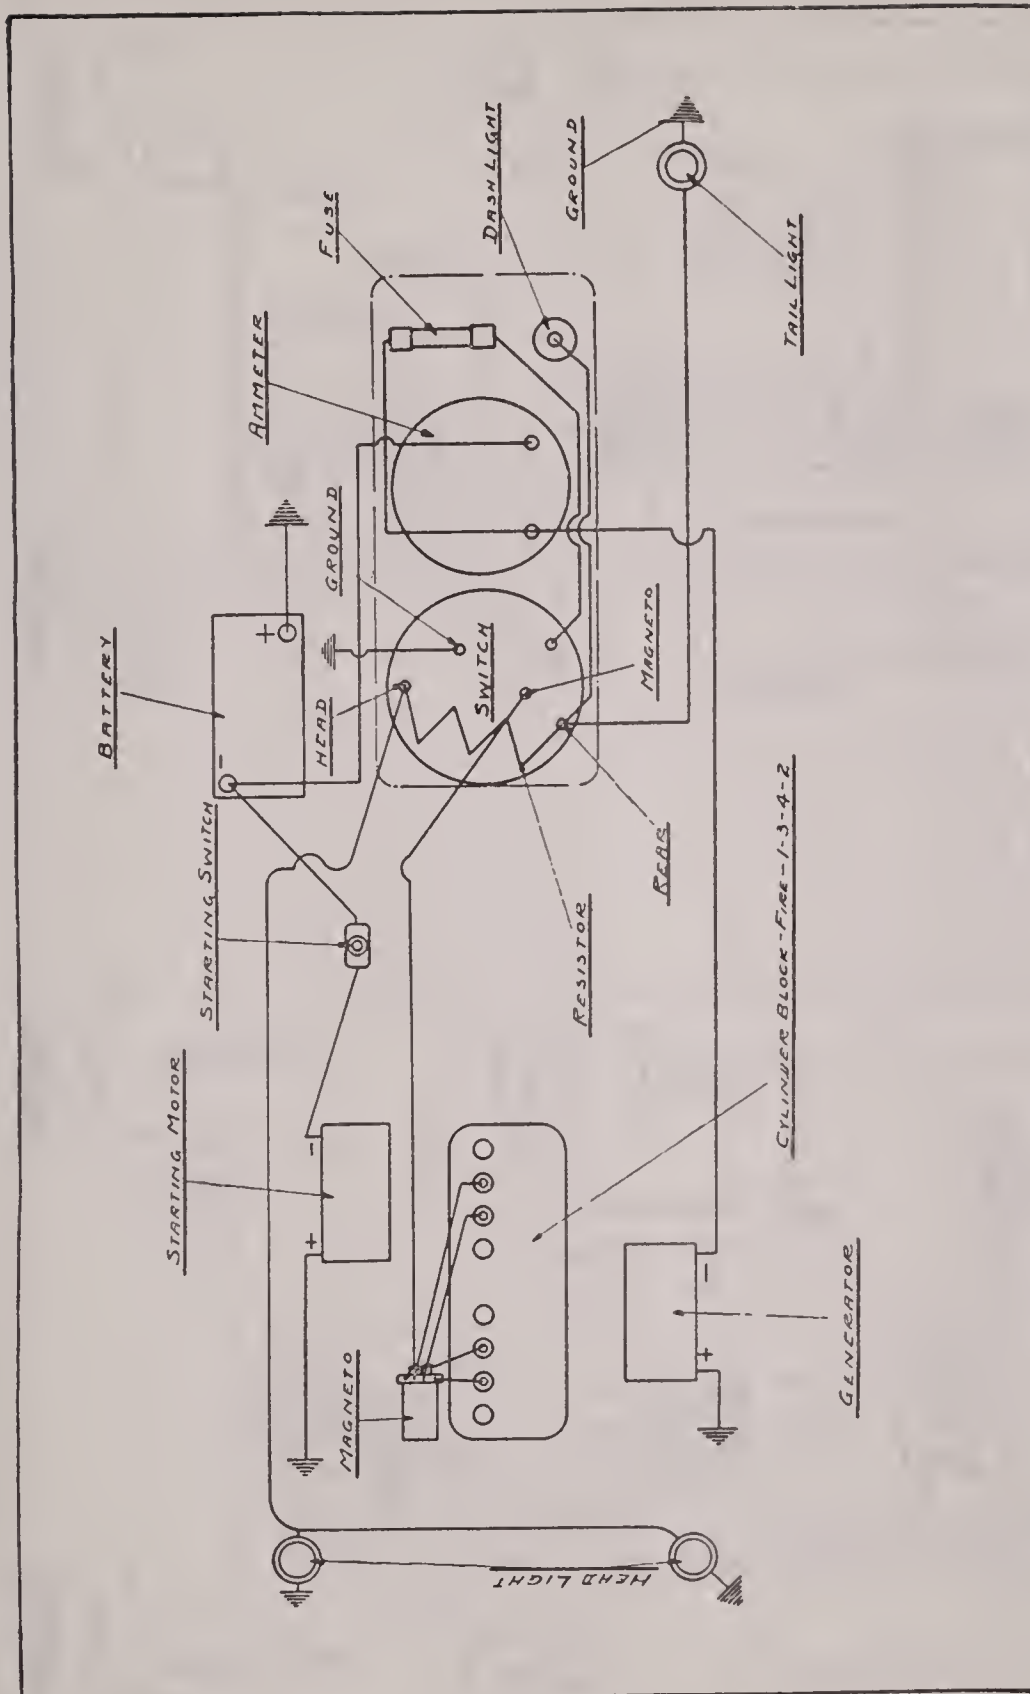 BATTERY
AMMETER
FUSE
DASH LIGHT
GROUND
TAIL LIGHT
GROUND
HEAD
SWITCH
MAGNETO
REAR
RESISTOR
STARTING SWITCH
STARTING MOTOR
MAGNETO
CYLINDER BLOCK-FIRE-1-3-4-2
GENERATOR
HEAD LIGHT
+
-
-
+
-
+